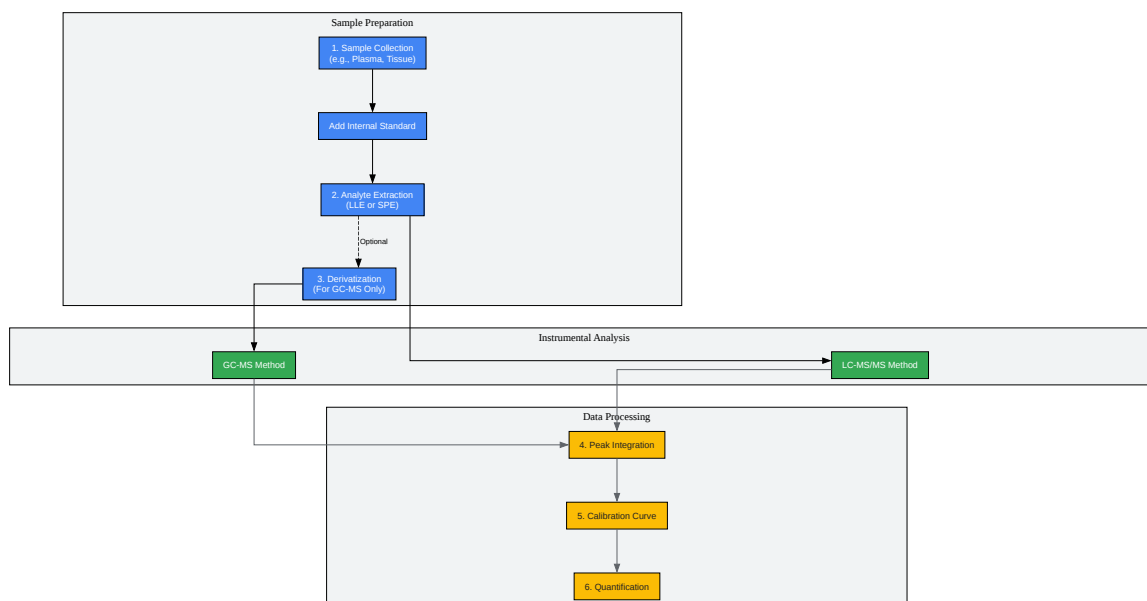 Sample Preparation
1. Sample Collection
(e.g., Plasma, Tissue)
Add Internal Standard
2. Analyte Extraction
(LLE or SPE)
Optional
3. Derivatization
(For GC-MS Only)
Instrumental Analysis
GC-MS Method
LC-MS/MS Method
Data Processing
4. Peak Integration
5. Calibration Curve
6. Quantification